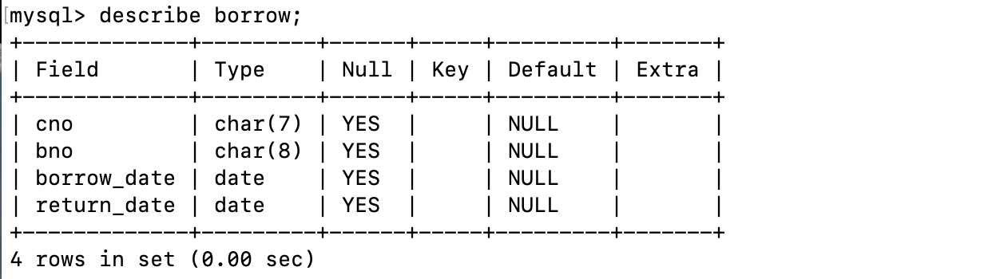 [mysql> describe borrow;
+-------------+---------+------+-----+---------+-------+
| Field       | Type    | Null | Key | Default | Extra |
+-------------+---------+------+-----+---------+-------+
| cno         | char(7) | YES  |     | NULL    |       |
| bno         | char(8) | YES  |     | NULL    |       |
| borrow_date | date    | YES  |     | NULL    |       |
| return_date | date    | YES  |     | NULL    |       |
+-------------+---------+------+-----+---------+-------+
4 rows in set (0.00 sec)